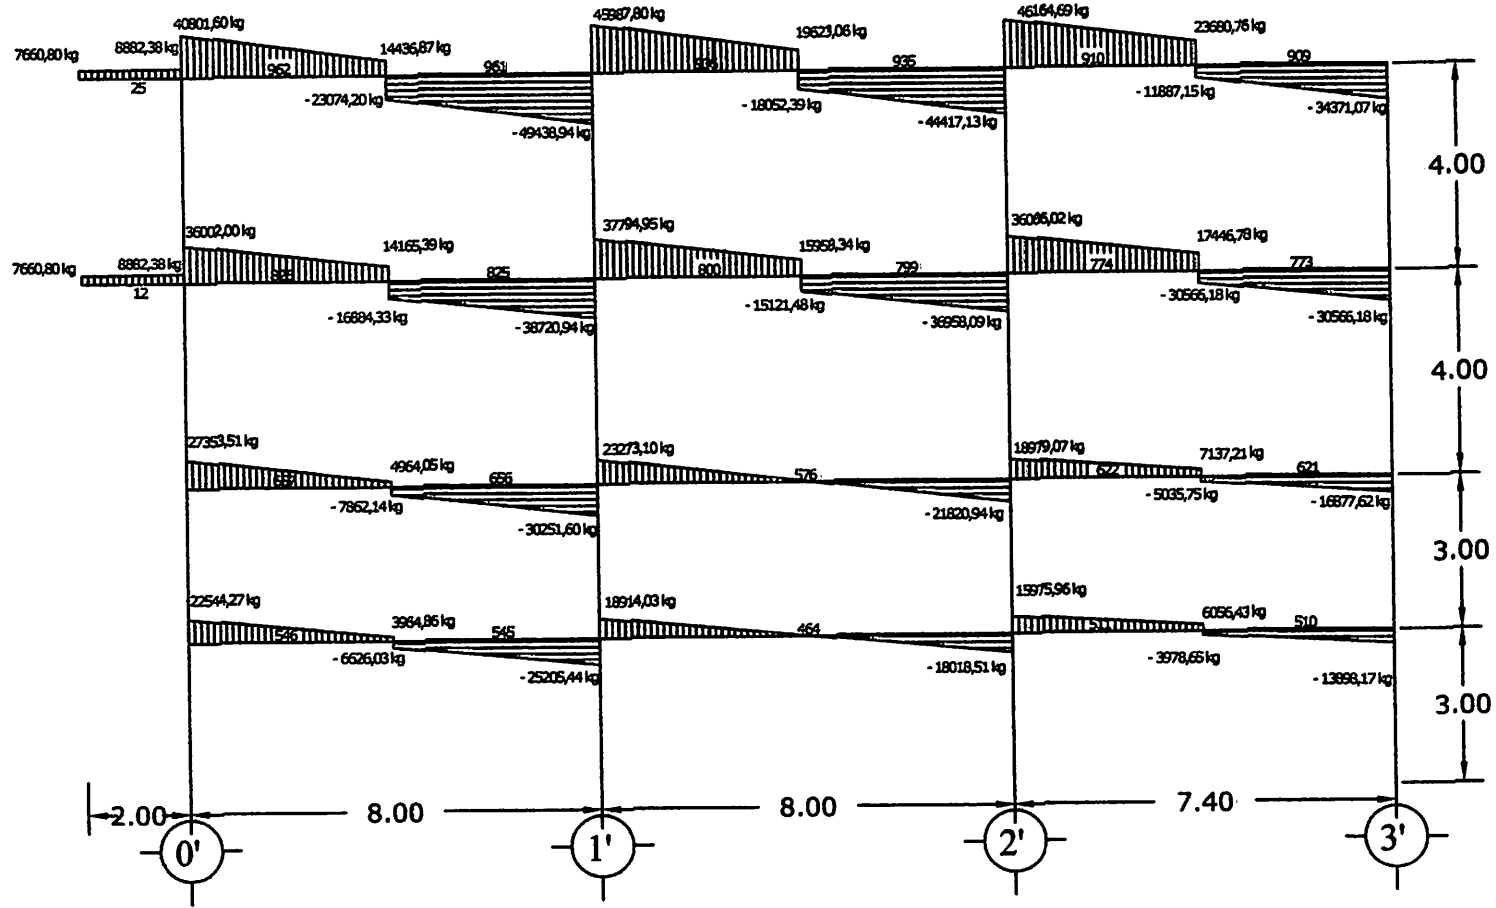 40801,60 kg
45987,80 kg
46164,69 kg
7660,80 kg
8882,38 kg
14436,87 kg
19623,06 kg
23680,76 kg
25
962
961
935
910
909
- 23074,20 kg
- 49438,94 kg
- 18052,39 kg
- 44417,13 kg
- 11887,15 kg
- 34371,07 kg
4.00
36002,00 kg
37794,95 kg
7660,80 kg
8882,38 kg
14165,39 kg
15958,34 kg
17446,78 kg
12
825
800
799
774
773
- 16884,33 kg
- 38720,94 kg
- 15121,48 kg
- 36958,09 kg
- 30566,18 kg
- 30566,18 kg
4.00
27353,51 kg
23273,10 kg
18979,07 kg
4964,05 kg
7137,21 kg
656
576
622
621
- 7862,14 kg
- 30251,60 kg
- 21820,94 kg
- 5035,75 kg
- 16877,62 kg
3.00
22544,27 kg
18914,03 kg
15975,96 kg
3964,86 kg
6056,43 kg
546
545
464
510
- 6626,03 kg
- 25205,44 kg
- 18018,51 kg
- 3978,65 kg
- 13898,17 kg
3.00
2.00
8.00
8.00
7.40
0'
1'
2'
3'